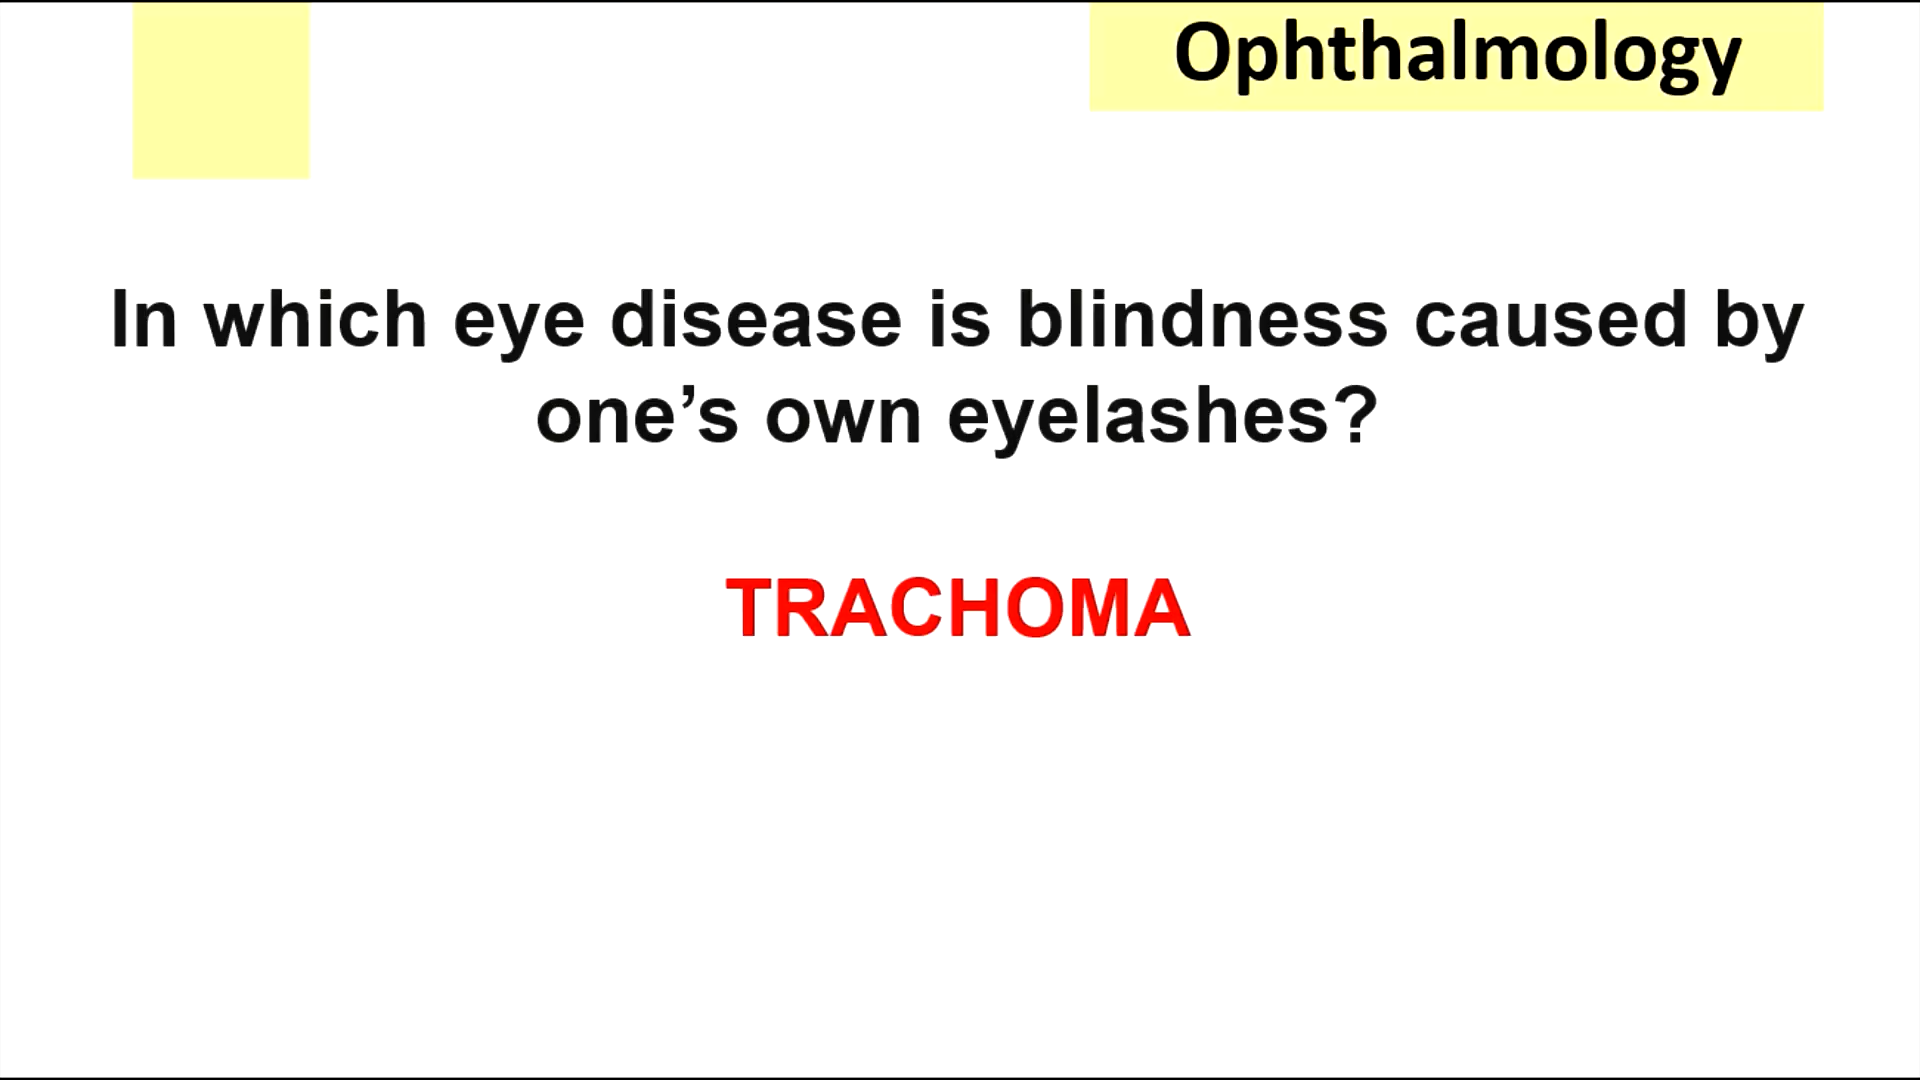 Ophthalmology
In which eye disease is blindness caused by
one’s own eyelashes?
TRACHOMA